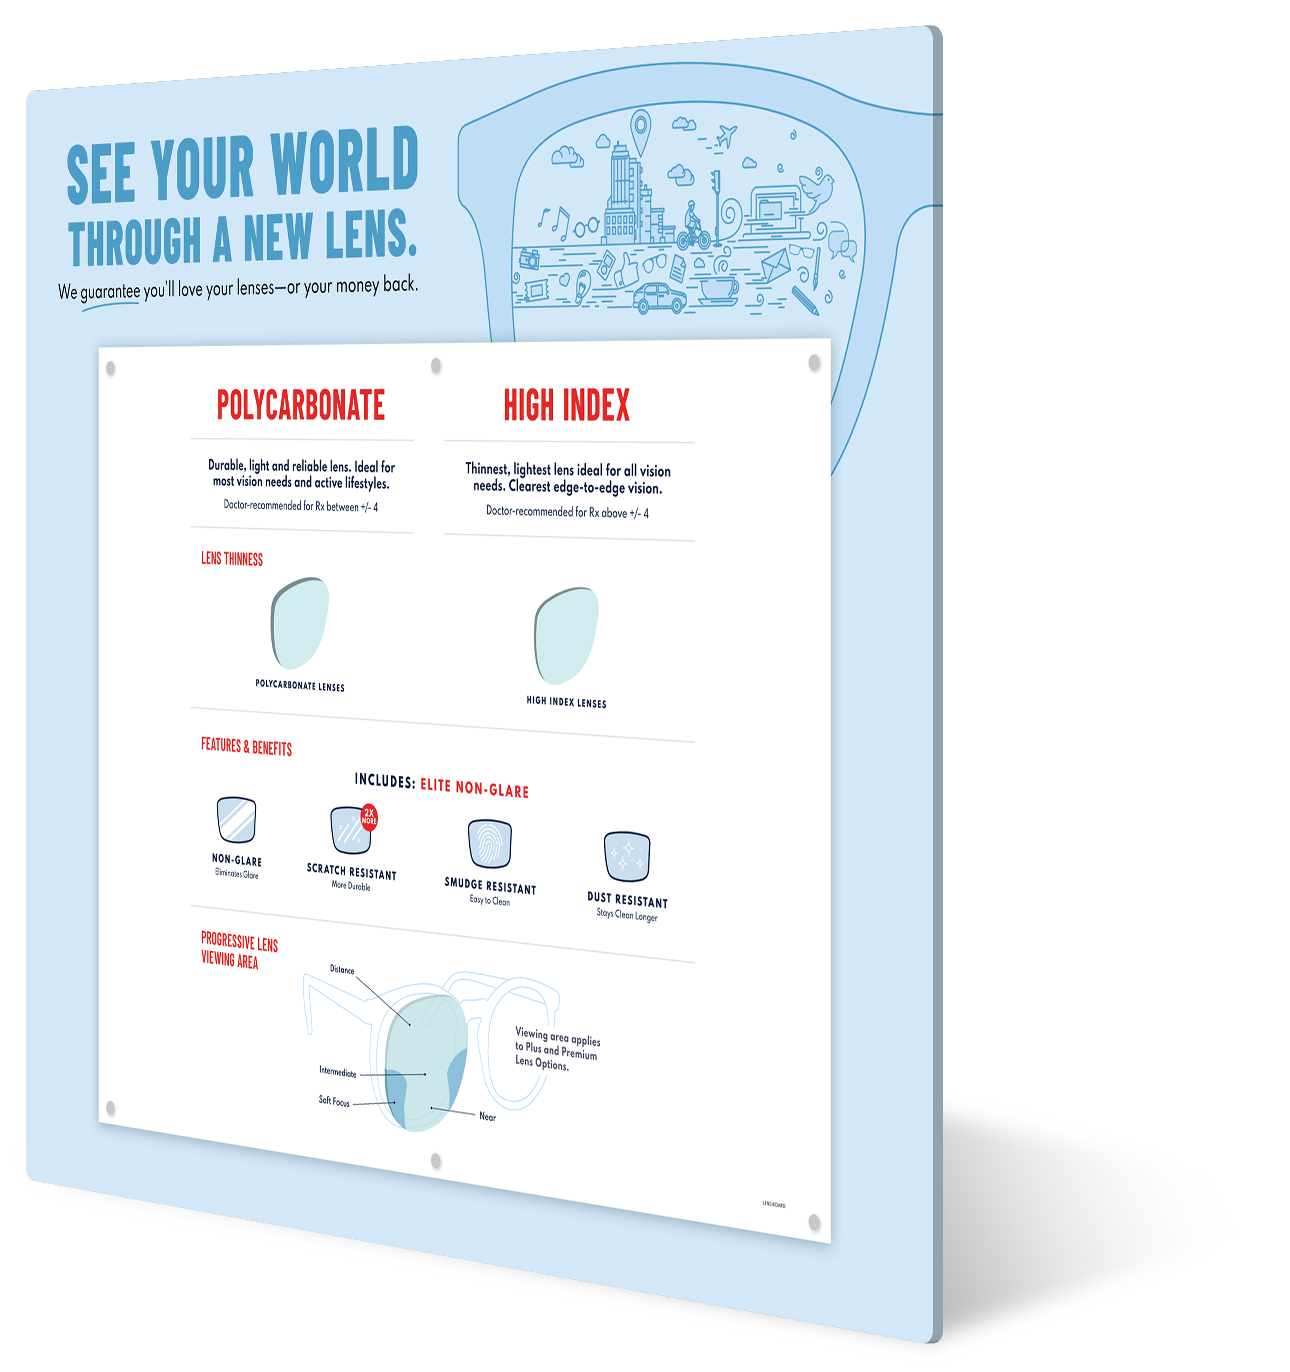 SEE YOUR WORLD
THROUGH A NEW LENS.
We guarantee you'll love your lenses—or your money back.
POLYCARBONATE
Durable, light and reliable lens. Ideal for
most vision needs and active lifestyles.
Doctor-recommended for Rx between +/- 4
HIGH INDEX
Thinnest, lightest lens ideal for all vision
needs. Clearest edge-to-edge vision.
Doctor-recommended for Rx above +/- 4
LENS THINNESS
POLYCARBONATE LENSES
HIGH INDEX LENSES
FEATURES & BENEFITS
INCLUDES: ELITE NON-GLARE
NON-GLARE
Eliminates Glare
2X
MORE
SCRATCH RESISTANT
More Durable
SMUDGE RESISTANT
Easy to Clean
DUST RESISTANT
Stays Clean Longer
PROGRESSIVE LENS
VIEWING AREA
Distance
Intermediate
Soft Focus
Near
Viewing area applies
to Plus and Premium
Lens Options.
LENSBOARD